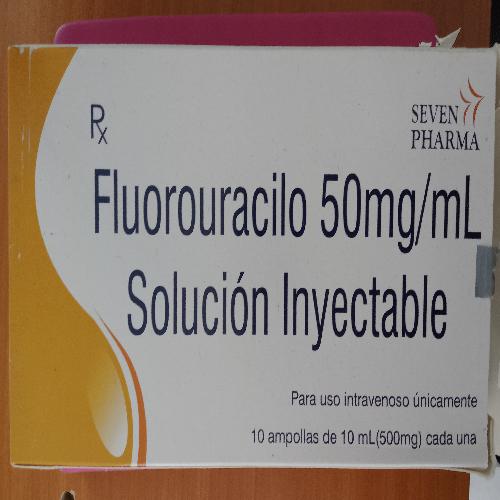 Rx
SEVEN
PHARMA
Fluorouracilo 50mg/mL
Solución Inyectable
Para uso intravenoso únicamente
10 ampollas de 10 mL(500mg) cada una